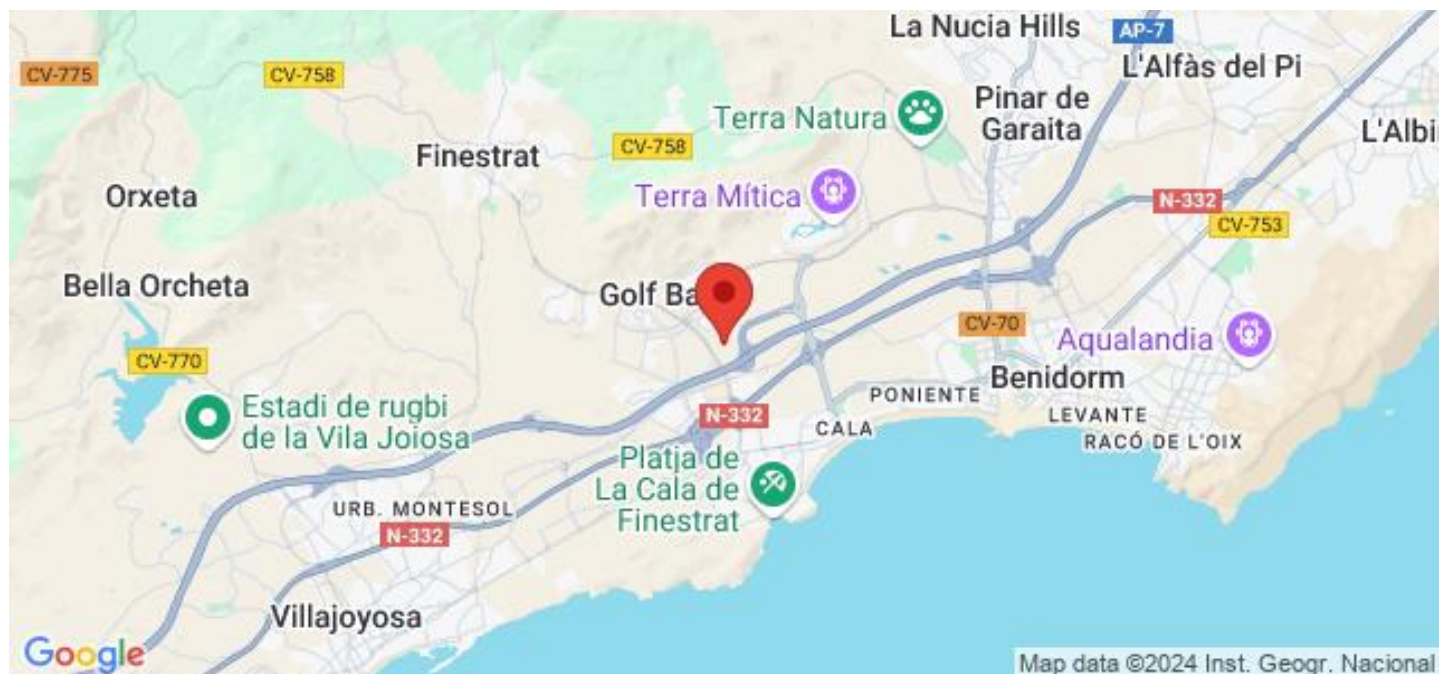 La Nucia Hills
AP-7
L'Alfàs del Pi
CV-775
CV-758
Pinar de
Garaita
Terra Natura
L'Albi
Finestrat
CV-758
Orxeta
Terra Mítica
N-332
CV-753
Bella Orcheta
Golf Ba
CV-70
Aqualandia
CV-770
Benidorm
PONIENTE
LEVANTE
RACÓ DE L'OIX
Estadi de rugbi
de la Vila Joiosa
N-332
CALA
Platja de
La Cala de
Finestrat
URB. MONTESOL
N-332
Villajoyosa
Google
Map data ©2024 Inst. Geogr. Nacional